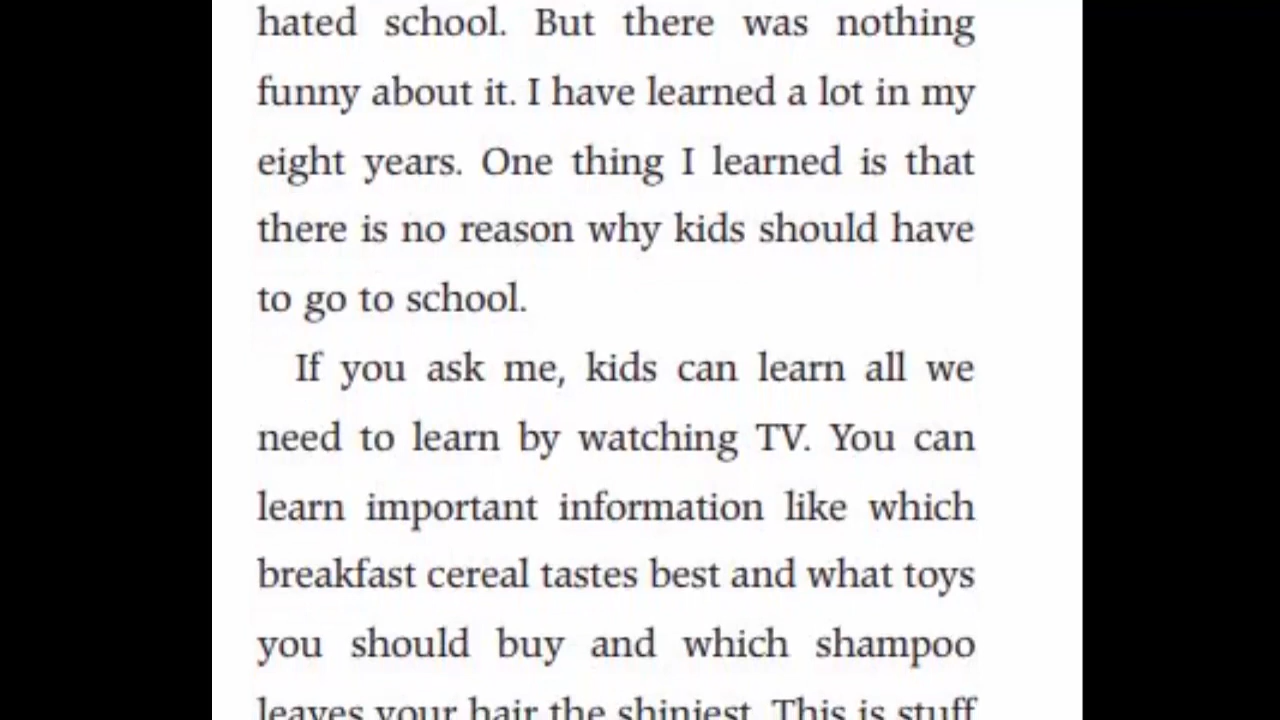 hated school. But there was nothing
funny about it. I have learned a lot in my
eight years. One thing I learned is that
there is no reason why kids should have
to go to school.
If you ask me, kids can learn all we
need to learn by watching TV. You can
learn important information like which
breakfast cereal tastes best and what toys
you should buy and which shampoo
leaves your hair the shiniest. This is stuff